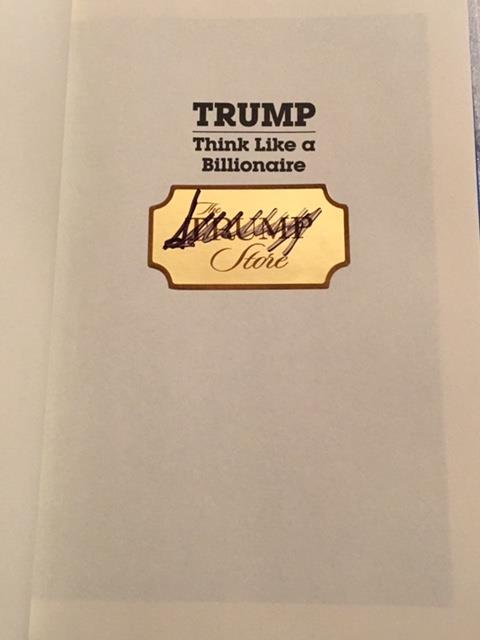 TRUMP
Think Like a
Billionaire
The
TRUMP
Store